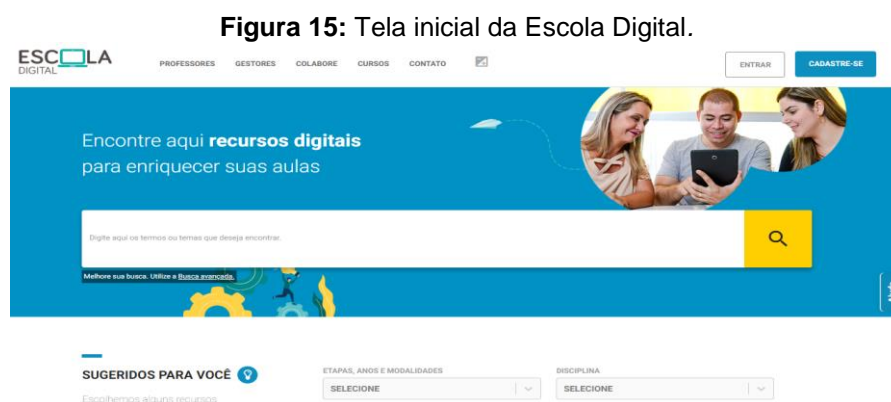 Figura 15: Tela inicial da Escola Digital.
ESCOLA
DIGITAL
PROFESSORES GESTORES COLABORE CURSOS CONTATO
ENTRAR
CADASTRE-SE
Encontre aqui recursos digitais
para enriquecer suas aulas
Digite aqui os termos ou temas que deseja encontrar.
Melhore sua busca. Utilize a Busca avançada.
SUGERIDOS PARA VOCÊ
Escolhemos alguns recursos
ETAPAS, ANOS E MODALIDADES
SELECIONE
DISCIPLINA
SELECIONE